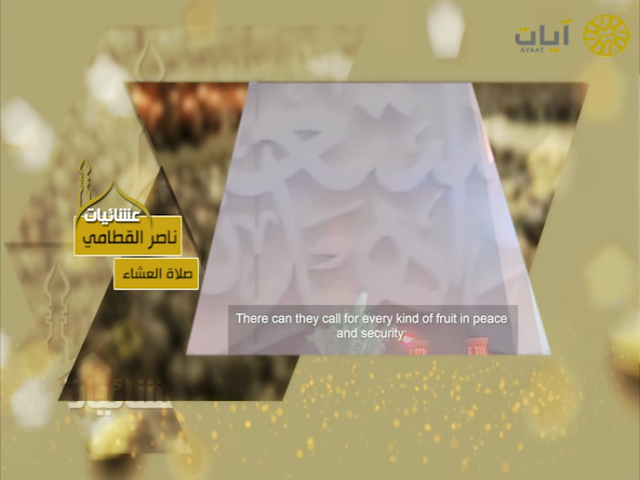 آيات
AYAAT
عشائيات
ناصر القطامي
صلاة العشاء
There can they call for every kind of fruit in peace
and security;
عشائيات